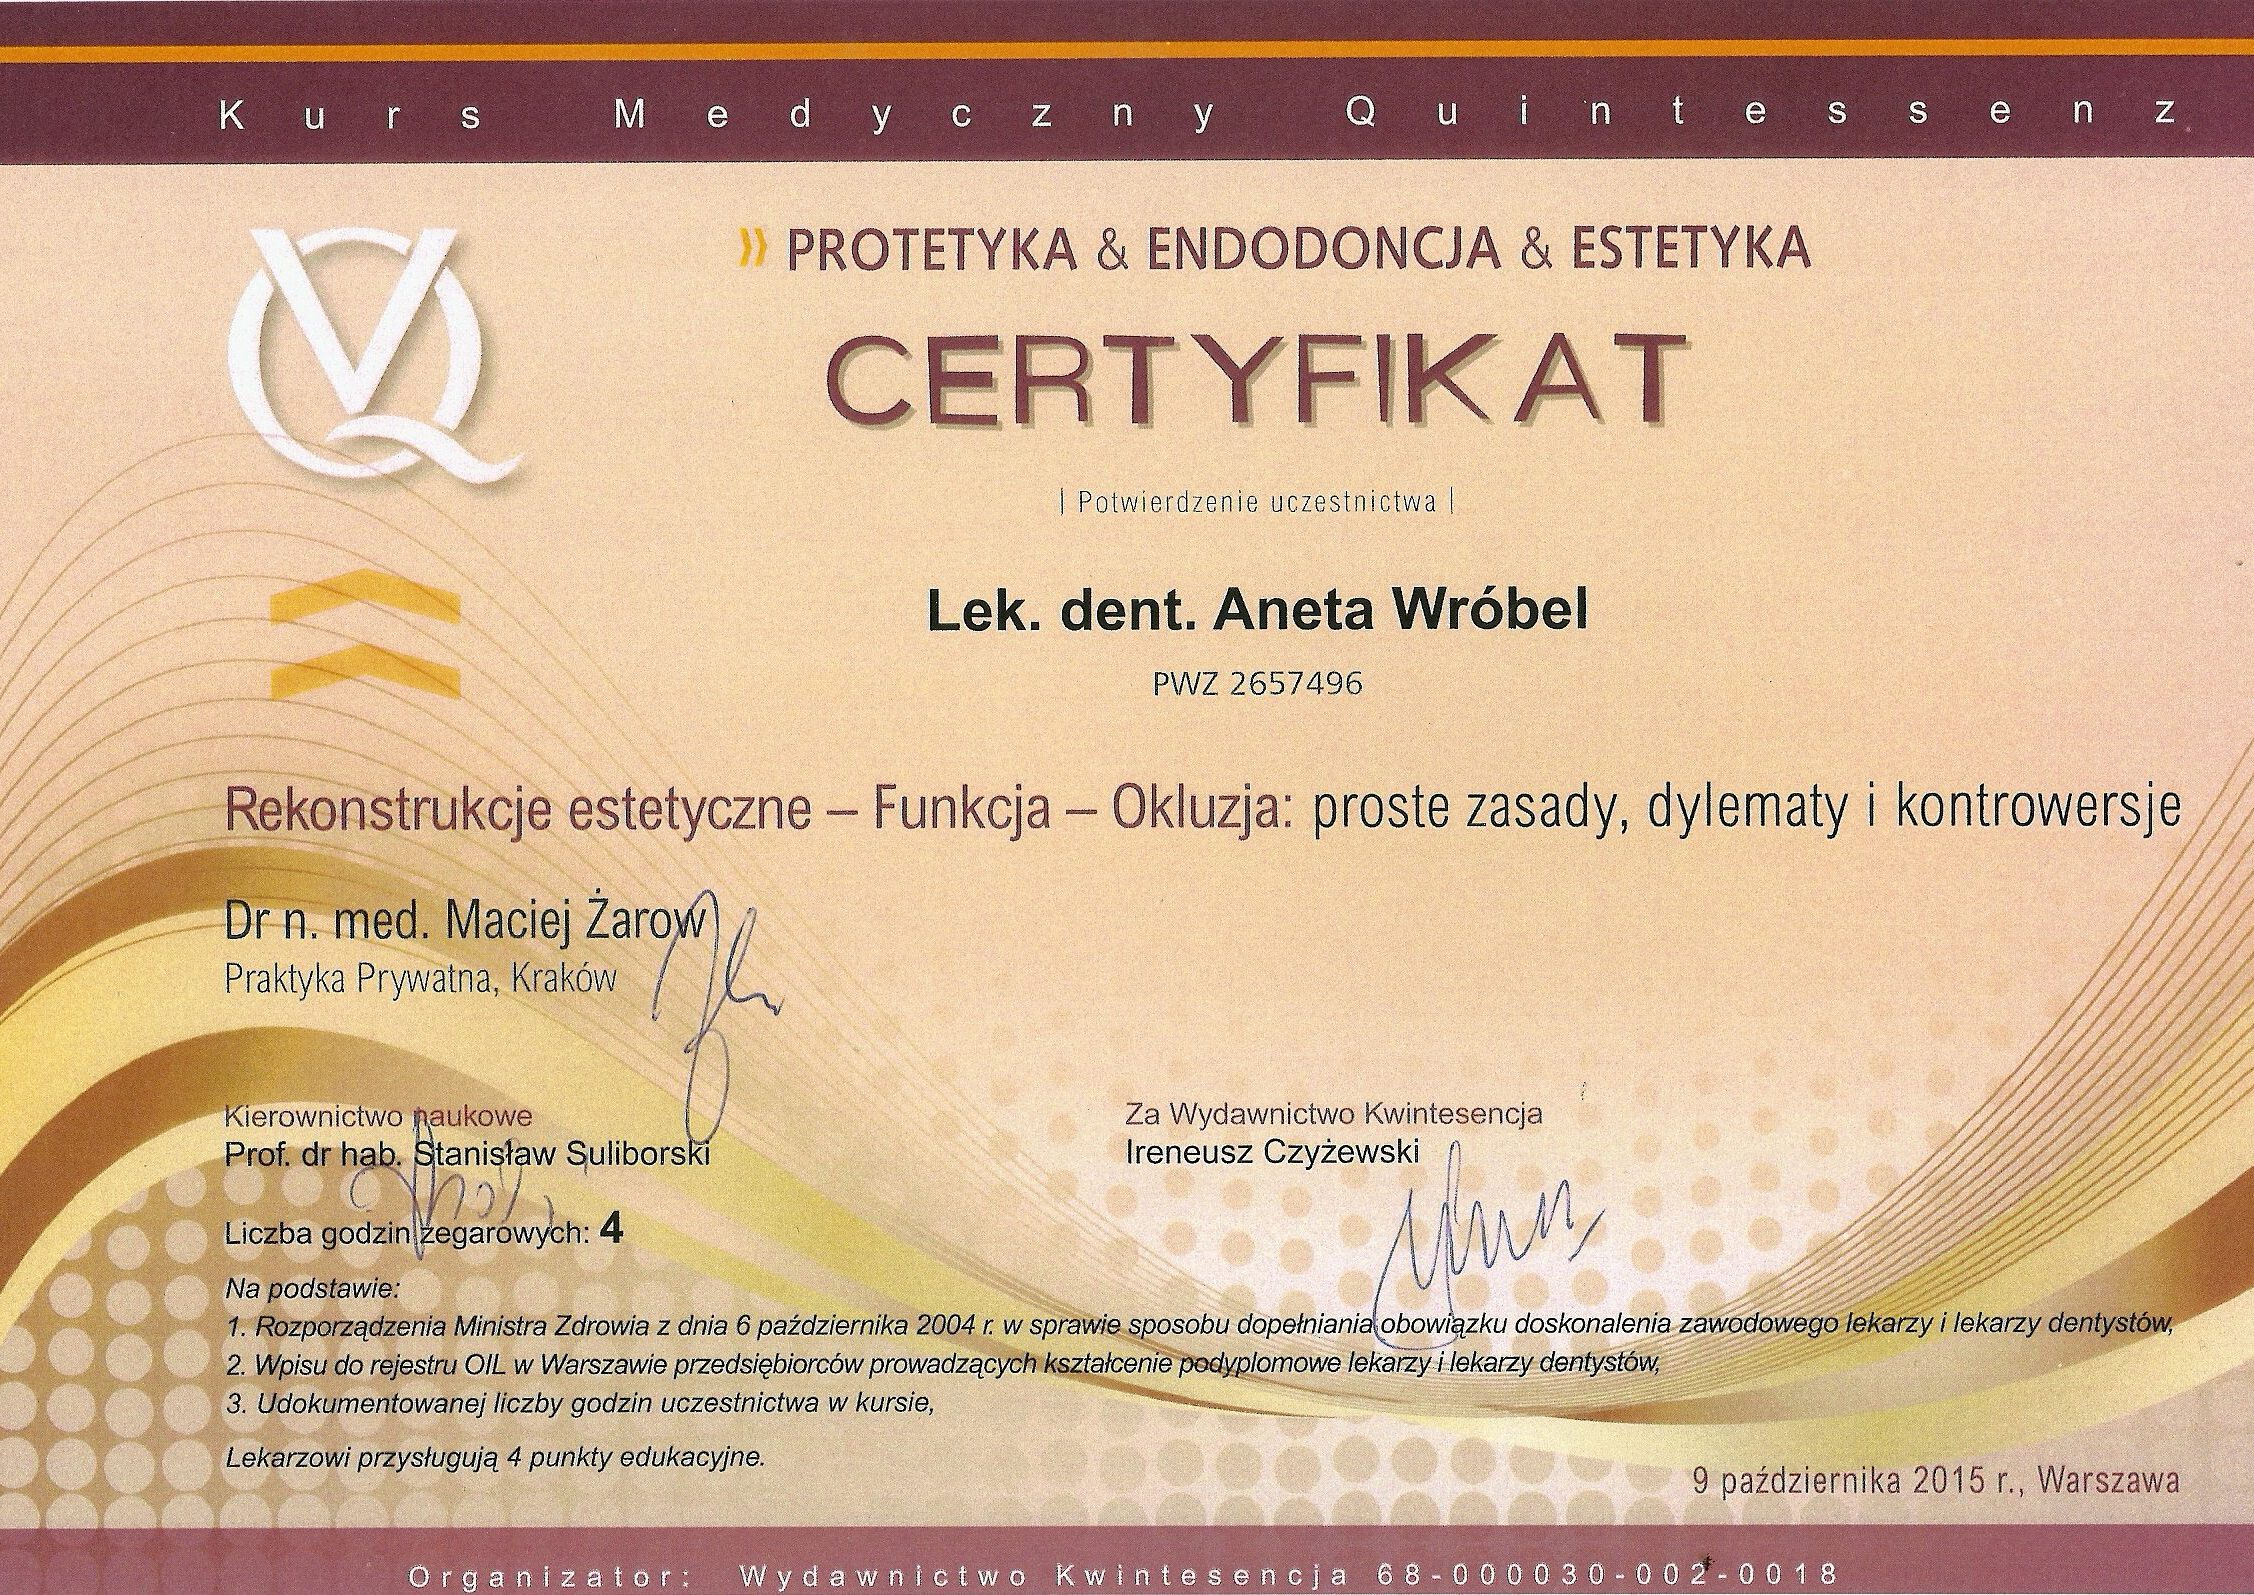 Kurs Medyczny Quintessenz
VQ
» PROTETYKA & ENDODONCJA & ESTETYKA
CERTYFIKAT
| Potwierdzenie uczestnictwa |
Lek. dent. Aneta Wróbel
PWZ 2657496
Rekonstrukcje estetyczne – Funkcja – Okluzja: proste zasady, dylematy i kontrowersje
Dr n. med. Maciej Żarow
Praktyka Prywatna, Kraków
Kierownictwo naukowe
Prof. dr hab. Stanisław Suliborski
Za Wydawnictwo Kwintesencja
Ireneusz Czyżewski
Liczba godzin zegarowych: 4
Na podstawie:
1. Rozporządzenia Ministra Zdrowia z dnia 6 października 2004 r. w sprawie sposobu dopełniania obowiązku doskonalenia zawodowego lekarzy i lekarzy dentystów,
2. Wpisu do rejestru OIL w Warszawie przedsiębiorców prowadzących kształcenie podyplomowe lekarzy i lekarzy dentystów,
3. Udokumentowanej liczby godzin uczestnictwa w kursie,
Lekarzowi przysługują 4 punkty edukacyjne.
9 października 2015 r., Warszawa
Organizator: Wydawnictwo Kwintesencja 68-000030-002-0018